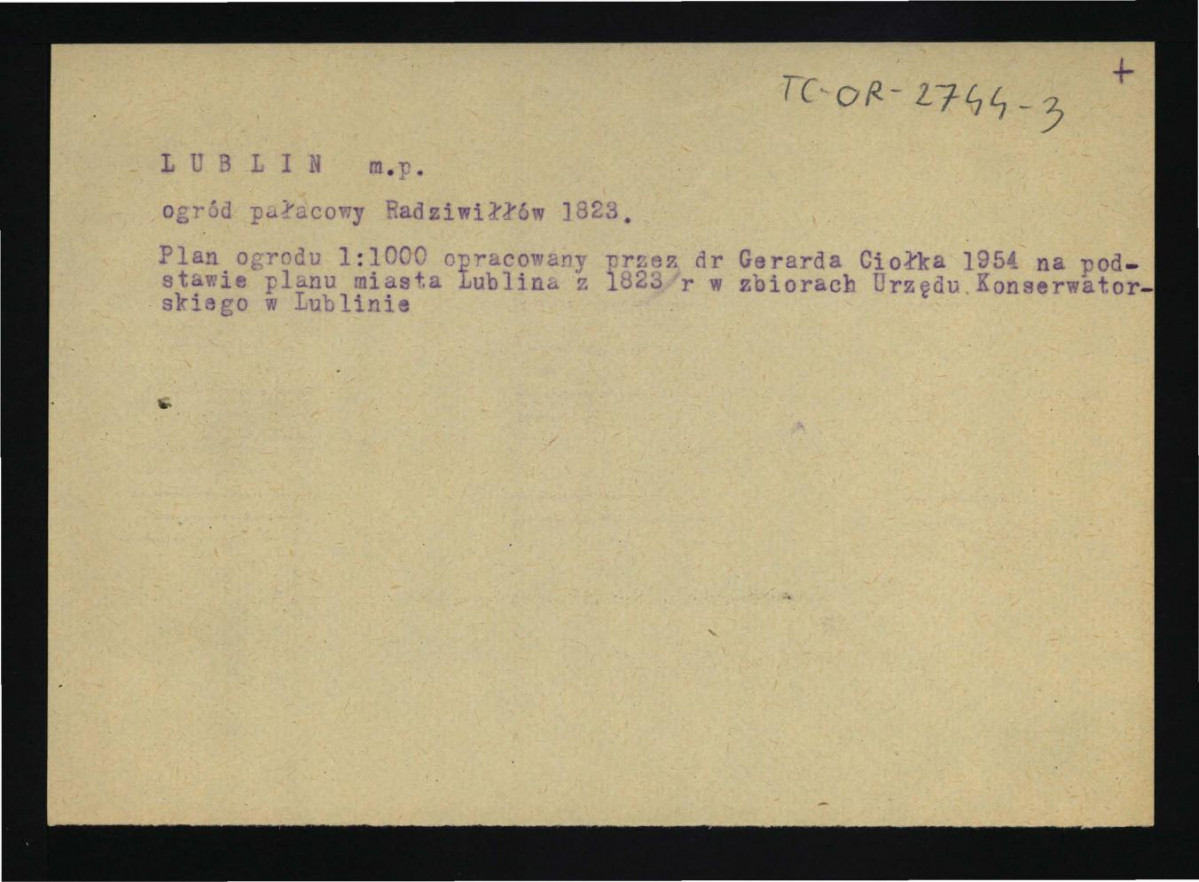 +
TC-OR-2744-3
LUBLIN m.p.
ogród pałacowy Radziwiłłów 1823.
Plan ogrodu 1:1000 opracowany przez dr Gerarda Ciołka 1954 na pod-
stawie planu miasta Lublina z 1823 r w zbiorach Urzędu Konserwator-
skiego w Lublinie